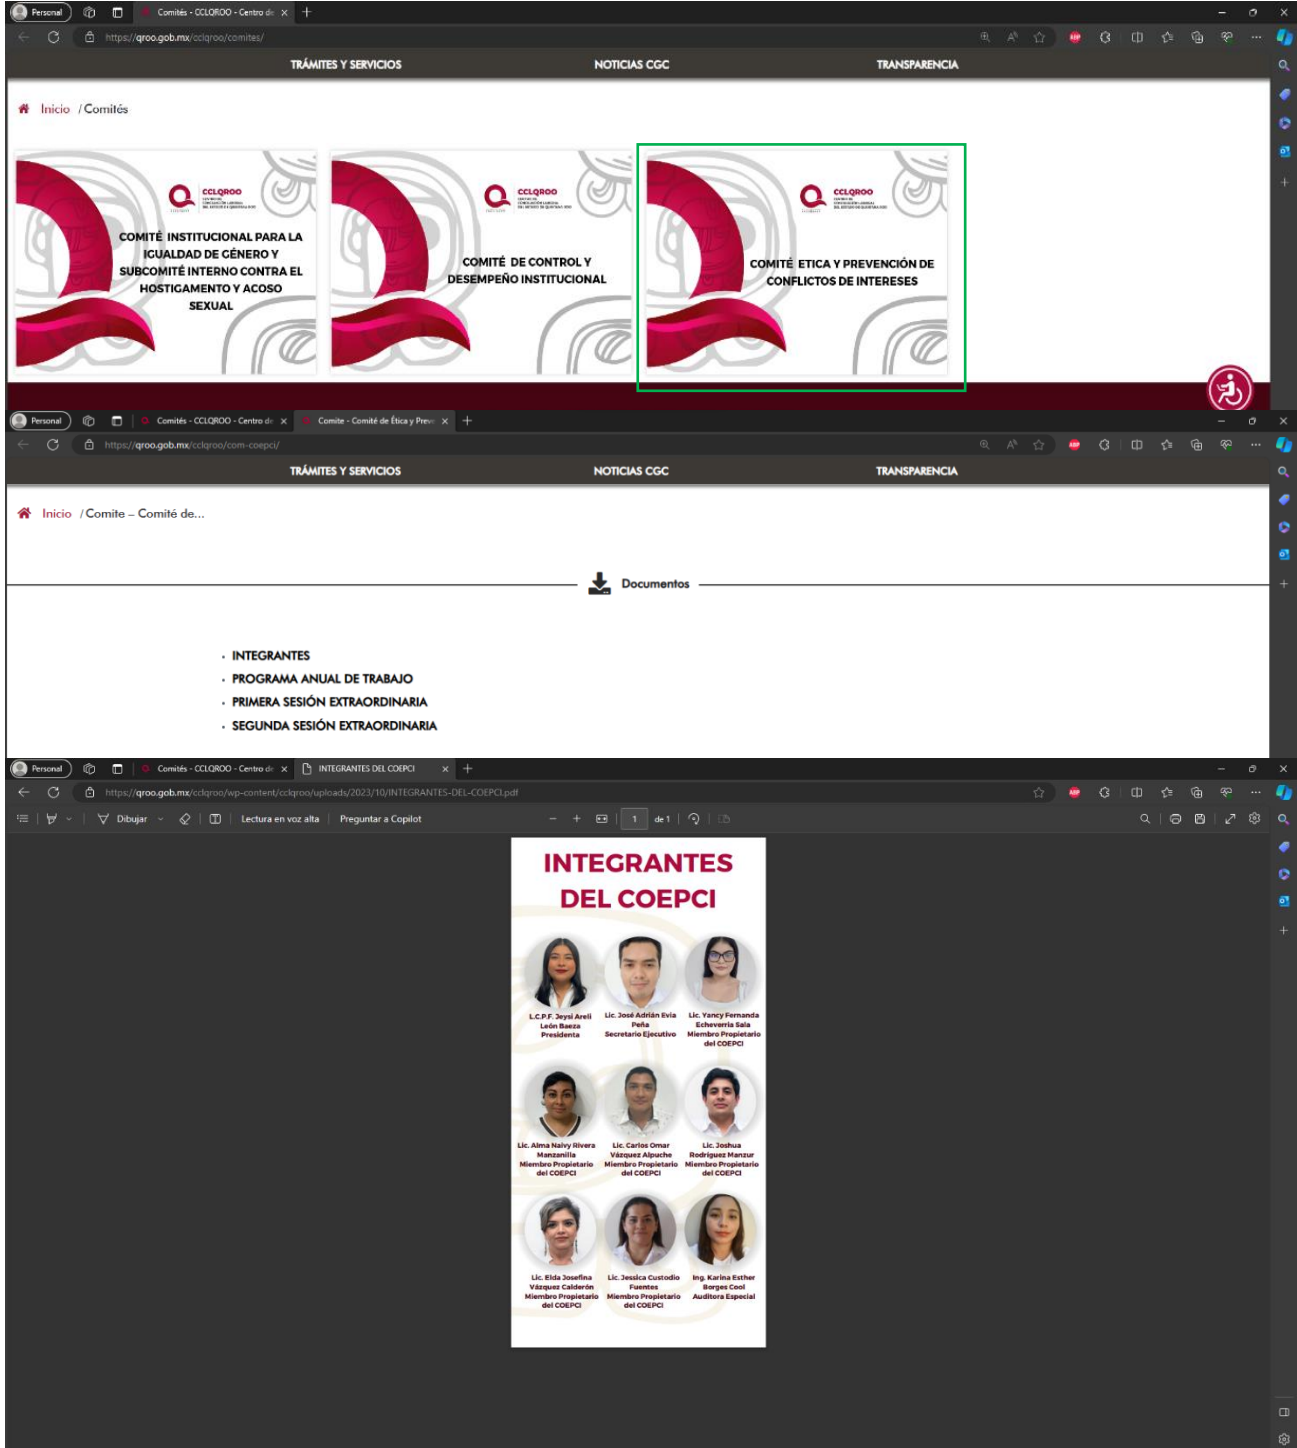 Personal
Comités - CCLQROO - Centro de
https://qroo.gob.mx/cclqroo/comites/
TRÁMITES Y SERVICIOS
NOTICIAS CGC
TRANSPARENCIA
Inicio / Comités
CCLQROO
COMITÉ INSTITUCIONAL PARA LA
IGUALDAD DE GÉNERO Y
SUBCOMITÉ INTERNO CONTRA EL
HOSTIGAMENTO Y ACOSO
SEXUAL
CCLQROO
COMITÉ DE CONTROL Y
DESEMPEÑO INSTITUCIONAL
CCLQROO
COMITÉ ETICA Y PREVENCIÓN DE
CONFLICTOS DE INTERESES
Personal
Comités - CCLQROO - Centro de
Comite - Comité de Ética y Preve
https://qroo.gob.mx/cclqroo/com-coepci/
TRÁMITES Y SERVICIOS
NOTICIAS CGC
TRANSPARENCIA
Inicio / Comite – Comité de...
Documentos
• INTEGRANTES
• PROGRAMA ANUAL DE TRABAJO
• PRIMERA SESIÓN EXTRAORDINARIA
• SEGUNDA SESIÓN EXTRAORDINARIA
Personal
Comités - CCLQROO - Centro de
INTEGRANTES DEL COEPCI
https://qroo.gob.mx/cclqroo/wp-content/cclqroo/uploads/2023/10/INTEGRANTES-DEL-COEPCI.pdf
Dibujar
Lectura en voz alta
Preguntar a Copilot
1 de 1
INTEGRANTES
DEL COEPCI
L.C.P.F. Jeysi Areli
León Baeza
Presidenta
Lic. José Adrián Evia
Peña
Secretario Ejecutivo
Lic. Yancy Fernanda
Echeverria Sala
Miembro Propietario
del COEPCI
Lic. Alma Naivy Rivera
Manzanilla
Miembro Propietario
del COEPCI
Lic. Carlos Omar
Vázquez Alpuche
Miembro Propietario
del COEPCI
Lic. Joshua
Rodríguez Manzur
Miembro Propietario
del COEPCI
Lic. Elda Josefina
Vázquez Calderón
Miembro Propietario
del COEPCI
Lic. Jessica Custodio
Fuentes
Miembro Propietario
del COEPCI
Ing. Karina Esther
Borges Cool
Auditora Especial